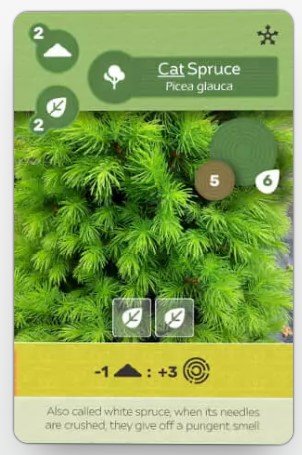 2
Cat Spruce
Picea glauca
2
5
6
-1 : +3
Also called white spruce, when its needles
are crushed, they give off a pungent smell